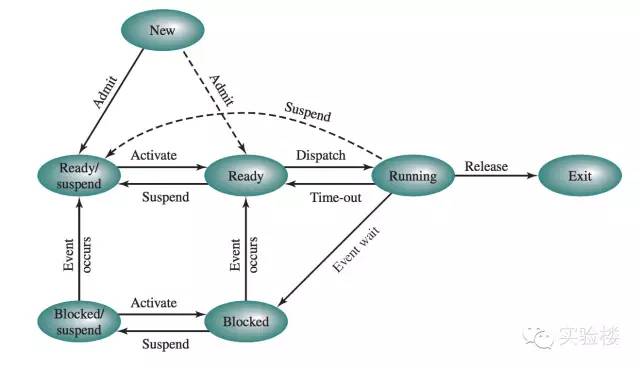 New
Admit
Admit
Suspend
Ready/
suspend
Activate
Suspend
Ready
Dispatch
Time-out
Running
Release
Exit
Event
occurs
Event
occurs
Event wait
Blocked/
suspend
Activate
Suspend
Blocked
实验楼